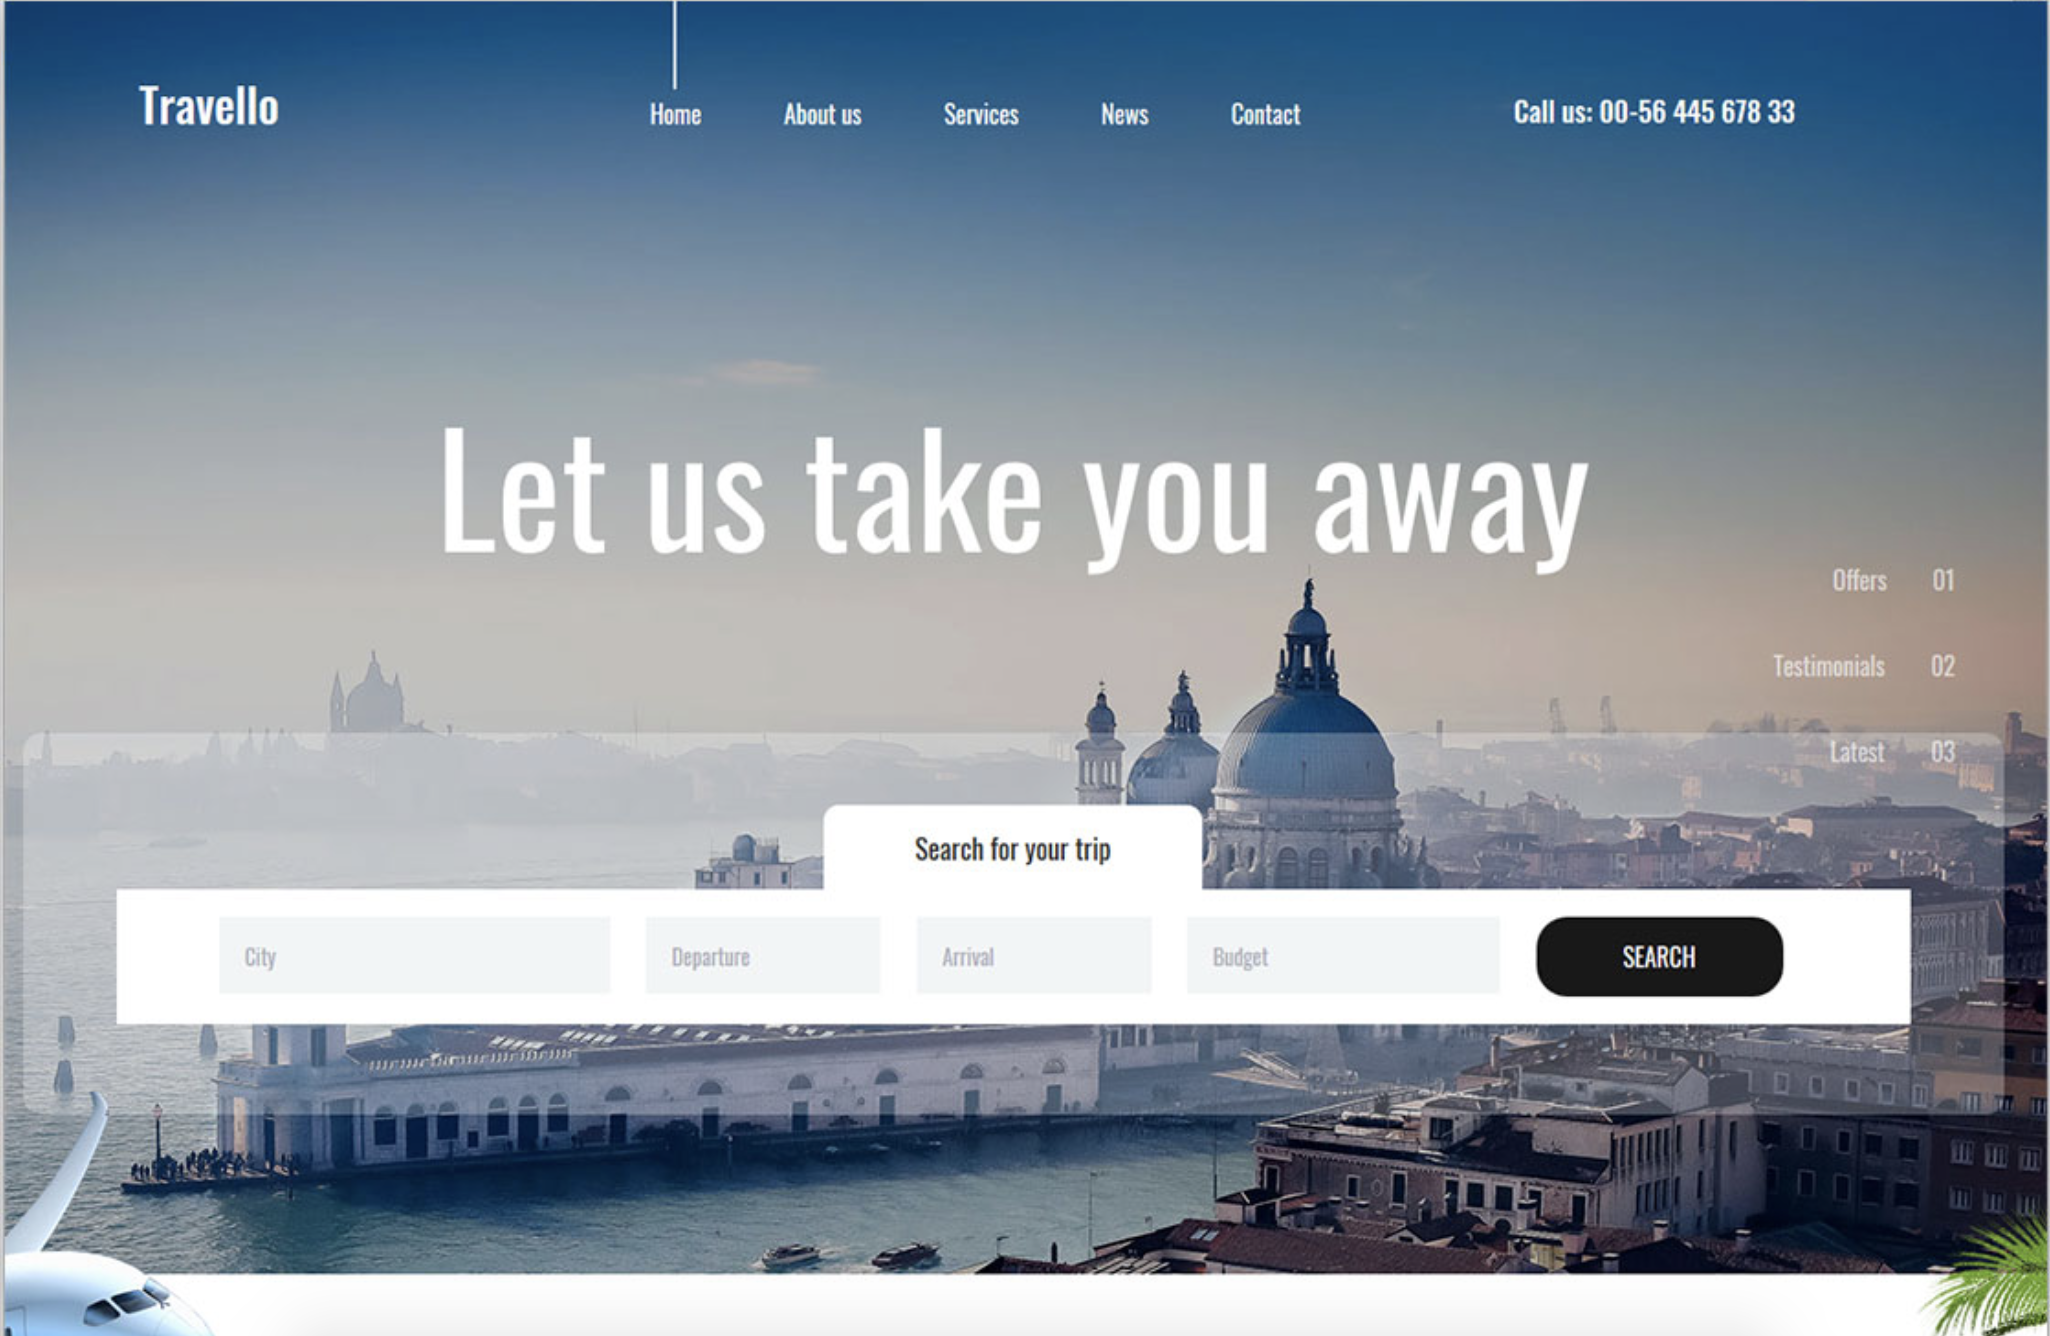 Travello
Home
About us
Services
News
Contact
Call us: 00-56 445 678 33
Let us take you away
Offers 01
Testimonials 02
Latest 03
Search for your trip
City
Departure
Arrival
Budget
SEARCH